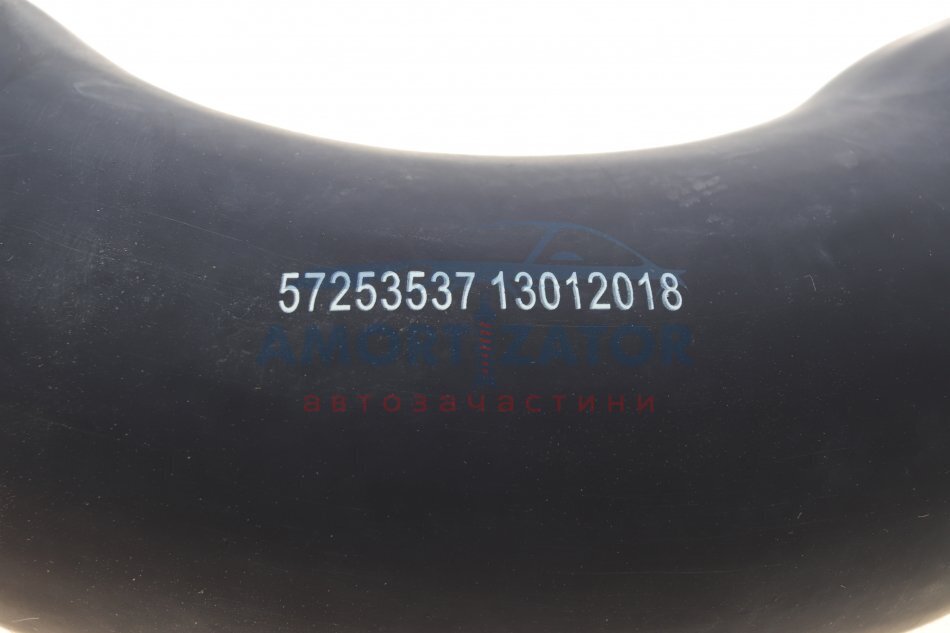 57253537 13012018
AMORTIZATOR
автозачастини